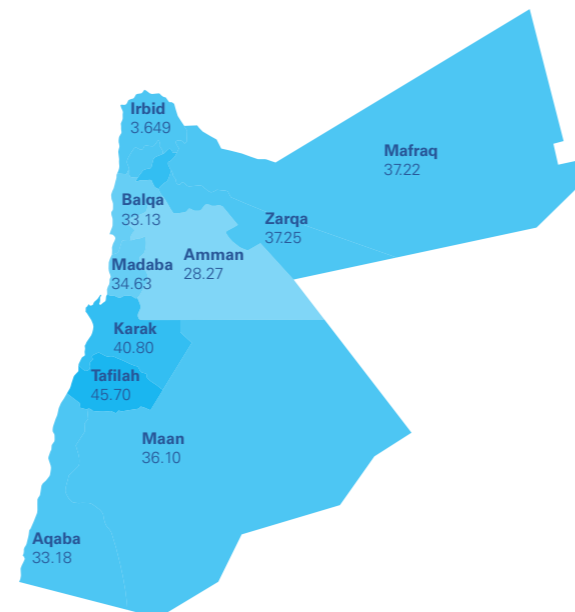 Irbid
3.649
Mafraq
37.22
Balqa
33.13
Zarqa
37.25
Amman
28.27
Madaba
34.63
Karak
40.80
Tafilah
45.70
Maan
36.10
Aqaba
33.18